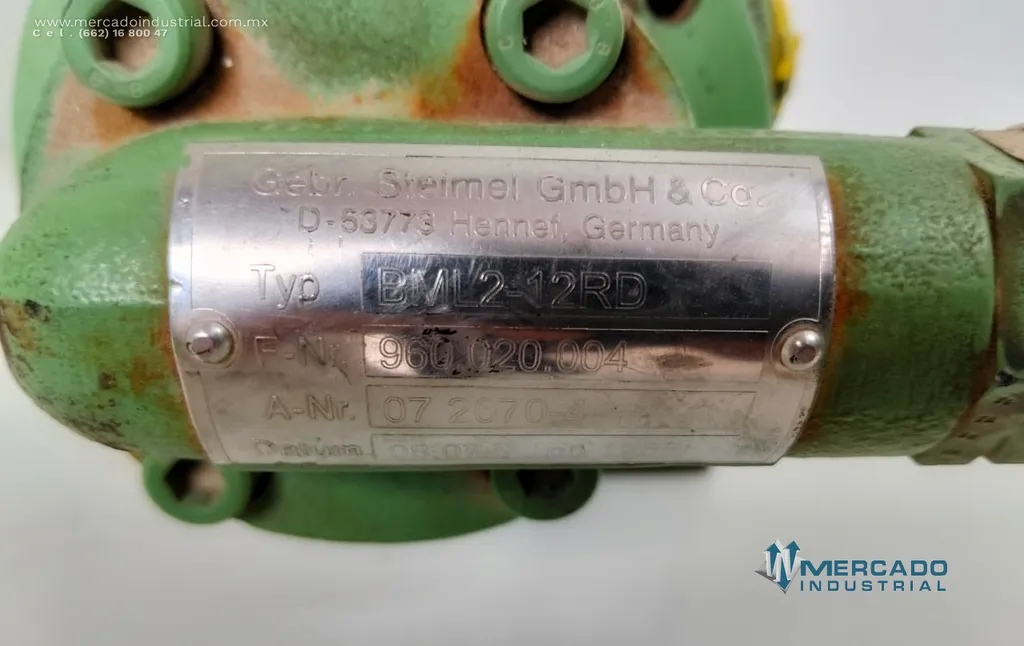 www.mercadoindustrial.com.mx
Cel. (662) 16 800 47
Gebr. Steimel GmbH & Co.
D-53773 Hennef, Germany
Typ BML2-12RD
F-Nr. 960.020.004
A-Nr. 07 2070-
Datum
MERCADO
INDUSTRIAL